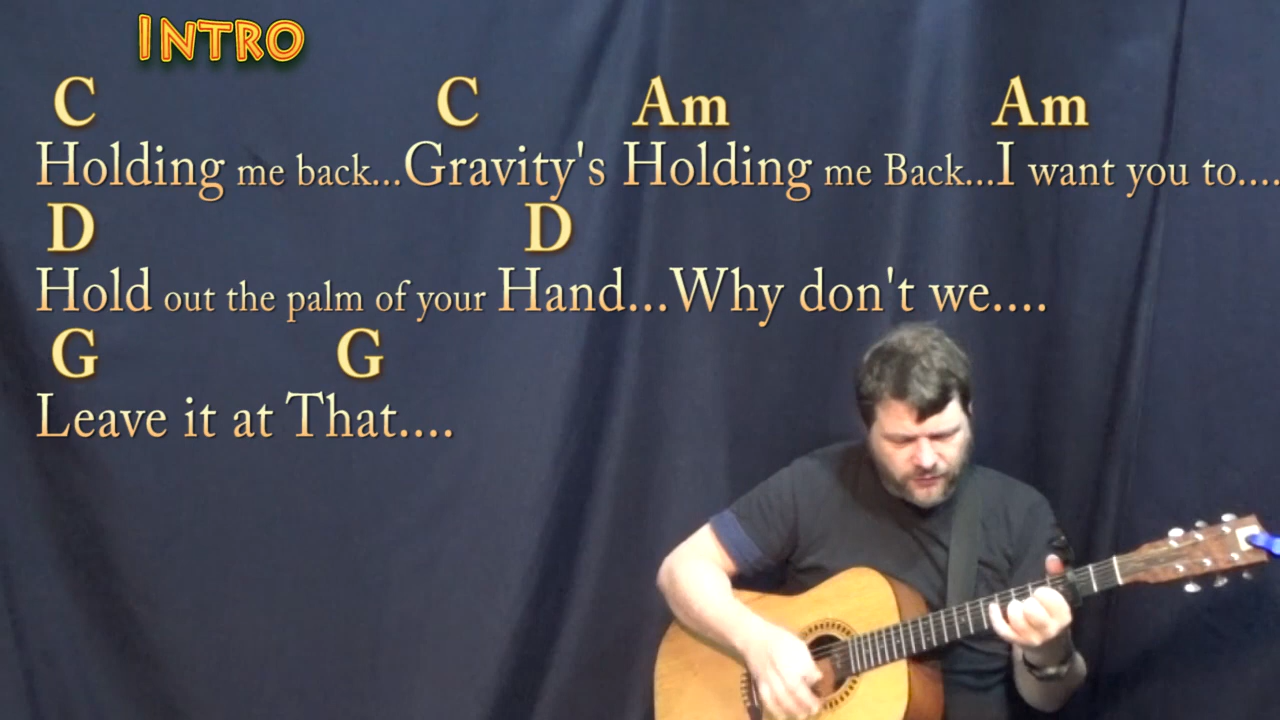 INTRO
C C Am Am
Holding me back...Gravity's Holding me Back...I want you to....
D D
Hold out the palm of your Hand...Why don't we....
G G
Leave it at That....